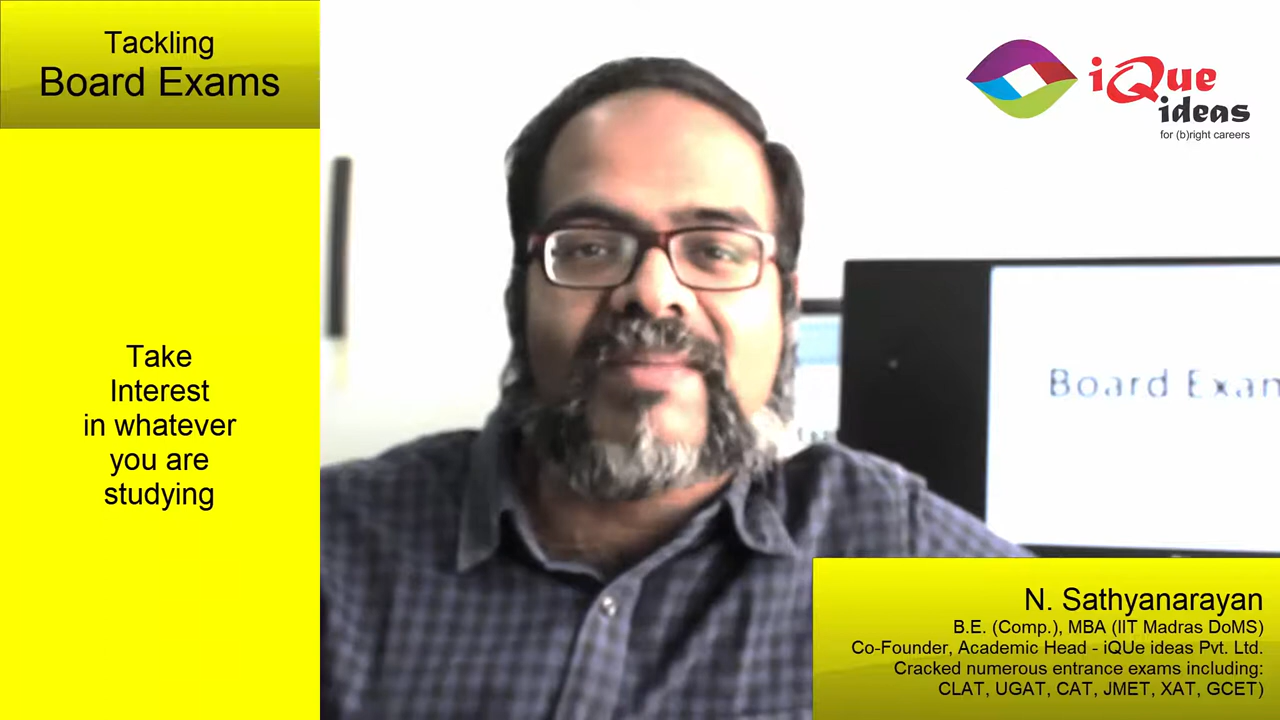 Tackling
Board Exams
Take
Interest
in whatever
you are
studying
iQue
ideas
for (b)right careers
Board Exam
N. Sathyanarayan
B.E. (Comp.), MBA (IIT Madras DoMS)
Co-Founder, Academic Head - iQUe ideas Pvt. Ltd.
Cracked numerous entrance exams including:
CLAT, UGAT, CAT, JMET, XAT, GCET)